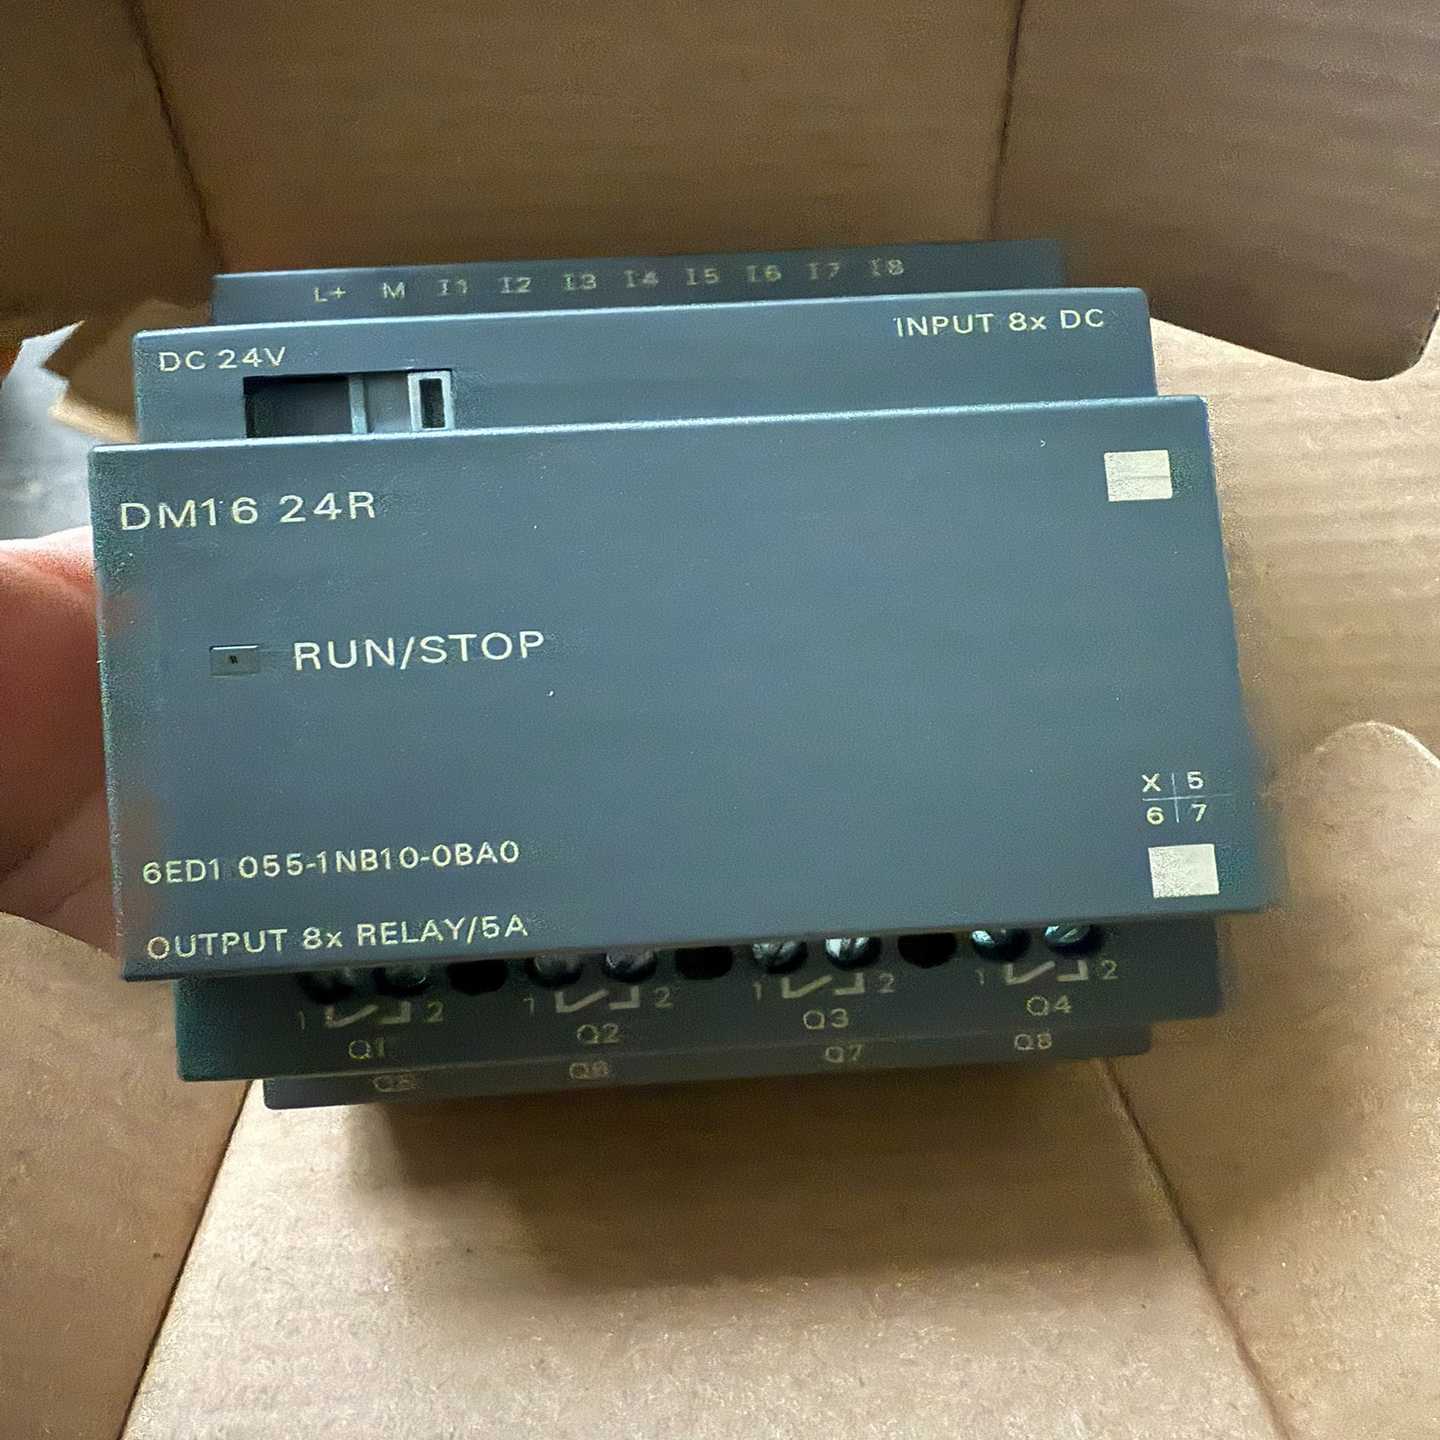 L+ M I1 I2 I3 I4 I5 I6 I7 I8
INPUT 8x DC
DC 24V
DM16 24R
RUN/STOP
X 5
6 7
6ED1 055-1NB10-0BA0
OUTPUT 8x RELAY/5A
1 2 1 2 1 2 1 2
Q1 Q2 Q3 Q4
Q5 Q6 Q7 Q8